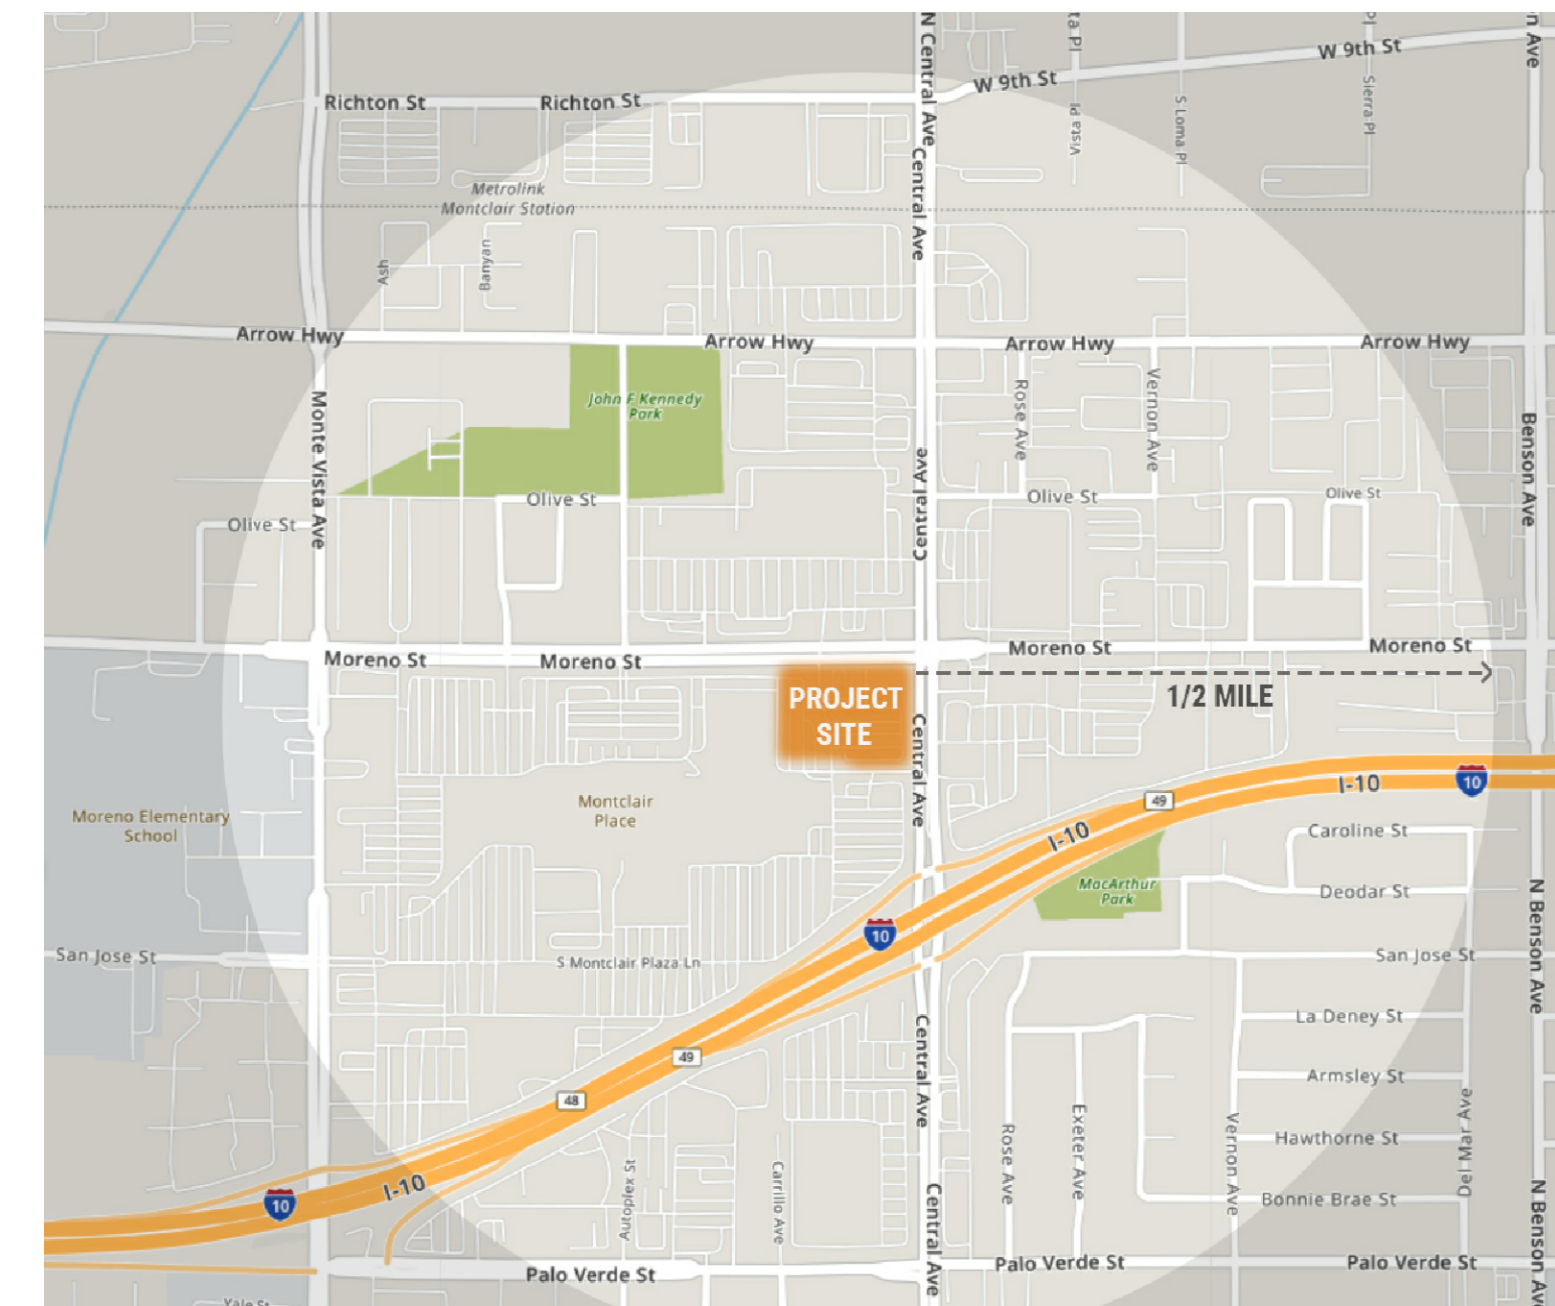 N Central Ave
ta Pl
Pl
n Ave
W 9th St
W 9th St
Richton St
Richton St
Vista Pl
S Loma Pl
Sierra Pl
Central Ave
Metrolink
Montclair Station
Ash
Banyan
Arrow Hwy
Arrow Hwy
Arrow Hwy
Arrow Hwy
John F Kennedy
Park
Monte Vista Ave
Rose Ave
Vernon Ave
Benson Ave
Central Ave
Olive St
Olive St
Olive St
Olive St
Moreno St
Moreno St
Moreno St
Moreno St
PROJECT
SITE
1/2 MILE
Central Ave
I-10
10
49
I-10
Montclair
Place
Moreno Elementary
School
Caroline St
MacArthur
Park
Deodar St
10
N Benson Ave
San Jose St
S Montclair Plaza Ln
San Jose St
La Deney St
Central Ave
49
48
Armsley St
Del Mar Ave
Rose Ave
Exeter Ave
Vernon Ave
Hawthorne St
Autoplex St
Carrillo Ave
I-10
10
Bonnie Brae St
Central Ave
N Benson Ave
Palo Verde St
Palo Verde St
Palo Verde St
Yale St